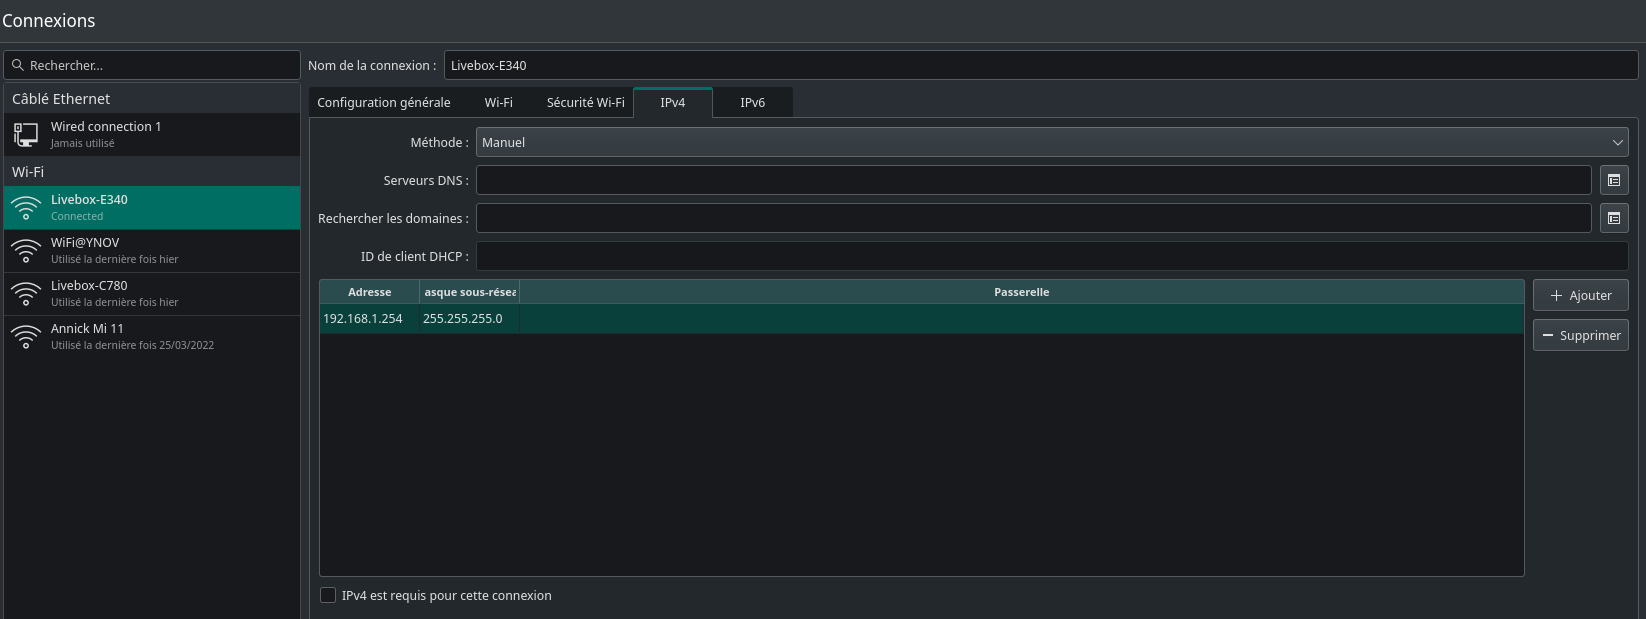 Connexions
Rechercher...
Câblé Ethernet
Wired connection 1
Jamais utilisé
Wi-Fi
Livebox-E340
Connected
WiFi@YNOV
Utilisé la dernière fois hier
Livebox-C780
Utilisé la dernière fois hier
Annick Mi 11
Utilisé la dernière fois 25/03/2022
Nom de la connexion : Livebox-E340
Configuration générale Wi-Fi Sécurité Wi-Fi IPv4 IPv6
Méthode : Manuel
Serveurs DNS :
Rechercher les domaines :
ID de client DHCP :
Adresse asque sous-résea Passerelle
192.168.1.254 255.255.255.0
Ajouter
Supprimer
IPv4 est requis pour cette connexion